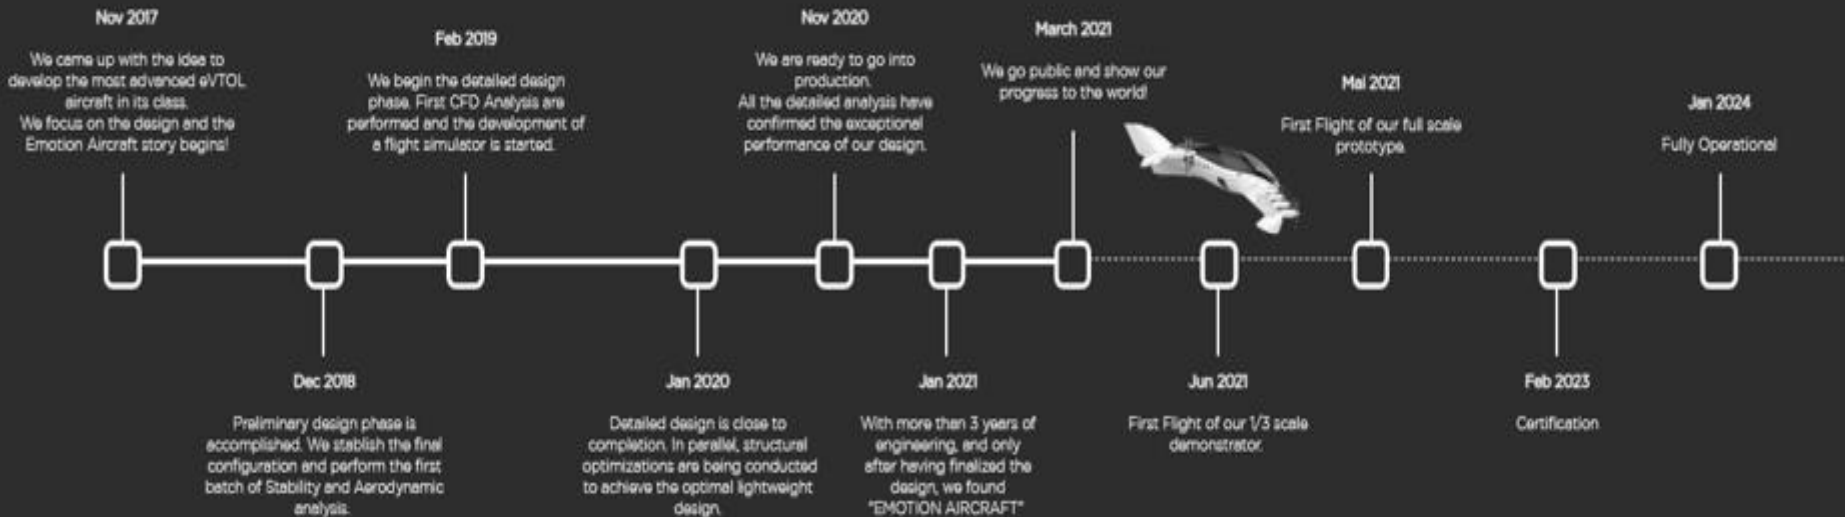 Nov 2017
We came up with the idea to
develop the most advanced eVTOL
aircraft in its class.
We focus on the design and the
Emotion Aircraft story begins!
Dec 2018
Preliminary design phase is
accomplished. We stablish the final
configuration and perform the first
batch of Stability and Aerodynamic
analysis.
Feb 2019
We begin the detailed design
phase. First CFD Analysis are
performed and the development of
a flight simulator is started.
Jan 2020
Detailed design is close to
completion. In parallel, structural
optimizations are being conducted
to achieve the optimal lightweight
design.
Nov 2020
We are ready to go into
production.
All the detailed analysis have
confirmed the exceptional
performance of our design.
Jan 2021
With more than 3 years of
engineering, and only
after having finalized the
design, we found
"EMOTION AIRCRAFT"
March 2021
We go public and show our
progress to the world!
Jun 2021
First Flight of our 1/3 scale
demonstrator.
Mai 2021
First Flight of our full scale
prototype.
Feb 2023
Certification
Jan 2024
Fully Operational